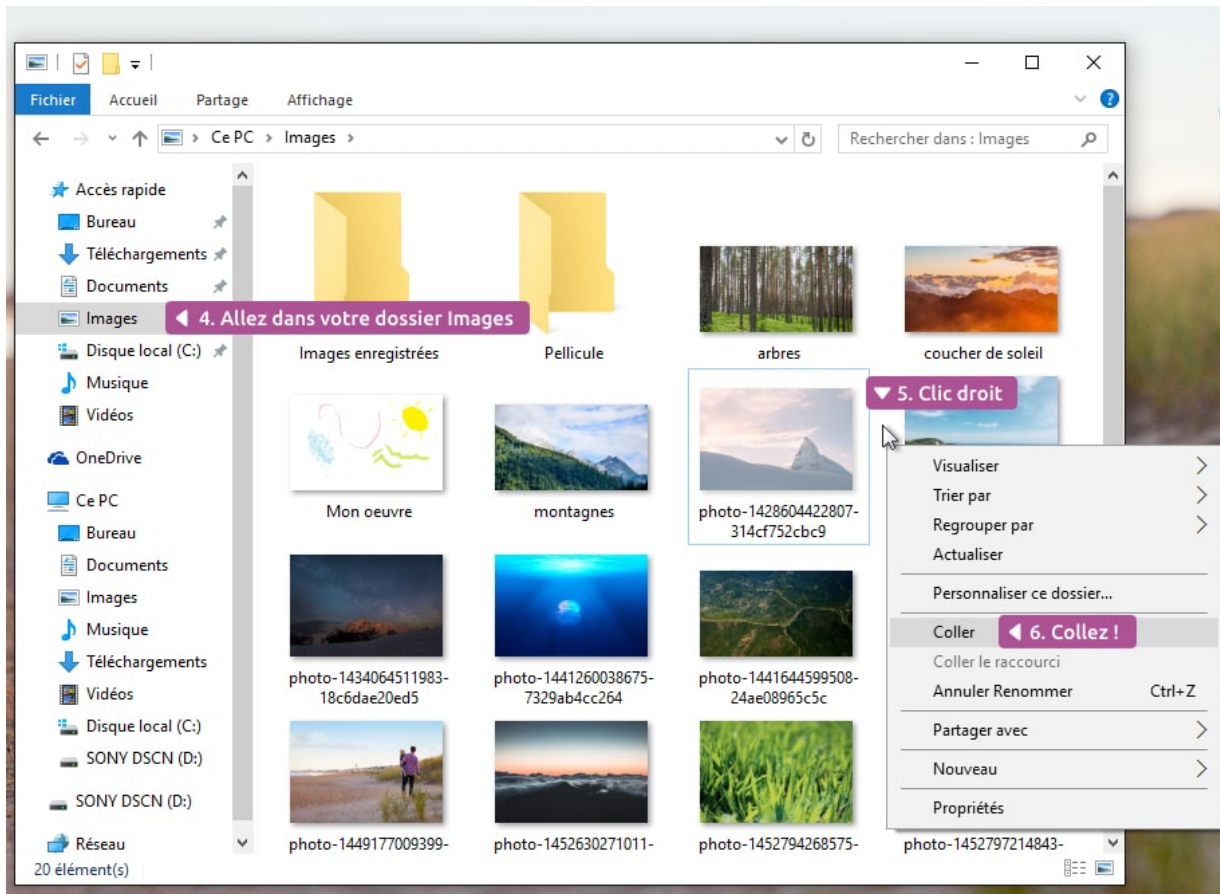 Fichier Accueil Partage Affichage
Ce PC Images
Rechercher dans : Images
Accès rapide
Bureau
Téléchargements
Documents
Images
Disque local (C:)
Musique
Vidéos
OneDrive
Ce PC
Bureau
Documents
Images
Musique
Téléchargements
Vidéos
Disque local (C:)
SONY DSCN (D:)
SONY DSCN (D:)
Réseau
20 élément(s)
4. Allez dans votre dossier Images
Images enregistrées
Pellicule
arbres
coucher de soleil
5. Clic droit
Mon oeuvre
montagnes
photo-1428604422807-
314cf752cbc9
photo-1434064511983-
18c6dae20ed5
photo-1441260038675-
7329ab4cc264
photo-1441644599508-
24ae08965c5c
photo-1449177009399-
photo-1452630271011-
photo-1452794268575-
photo-1452797214843-
Visualiser
Trier par
Regrouper par
Actualiser
Personnaliser ce dossier...
Coller
6. Collez !
Coller le raccourci
Annuler Renommer Ctrl+Z
Partager avec
Nouveau
Propriétés